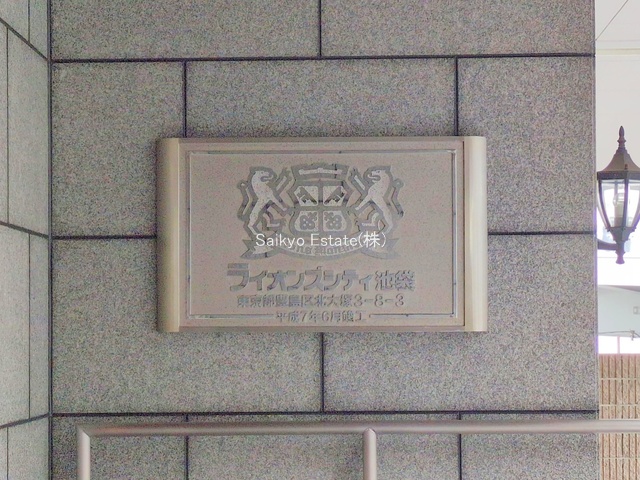 Saikyo Estate(株)
ライオンズシティ池袋
東京都豊島区北大塚3-8-3
平成7年6月竣工